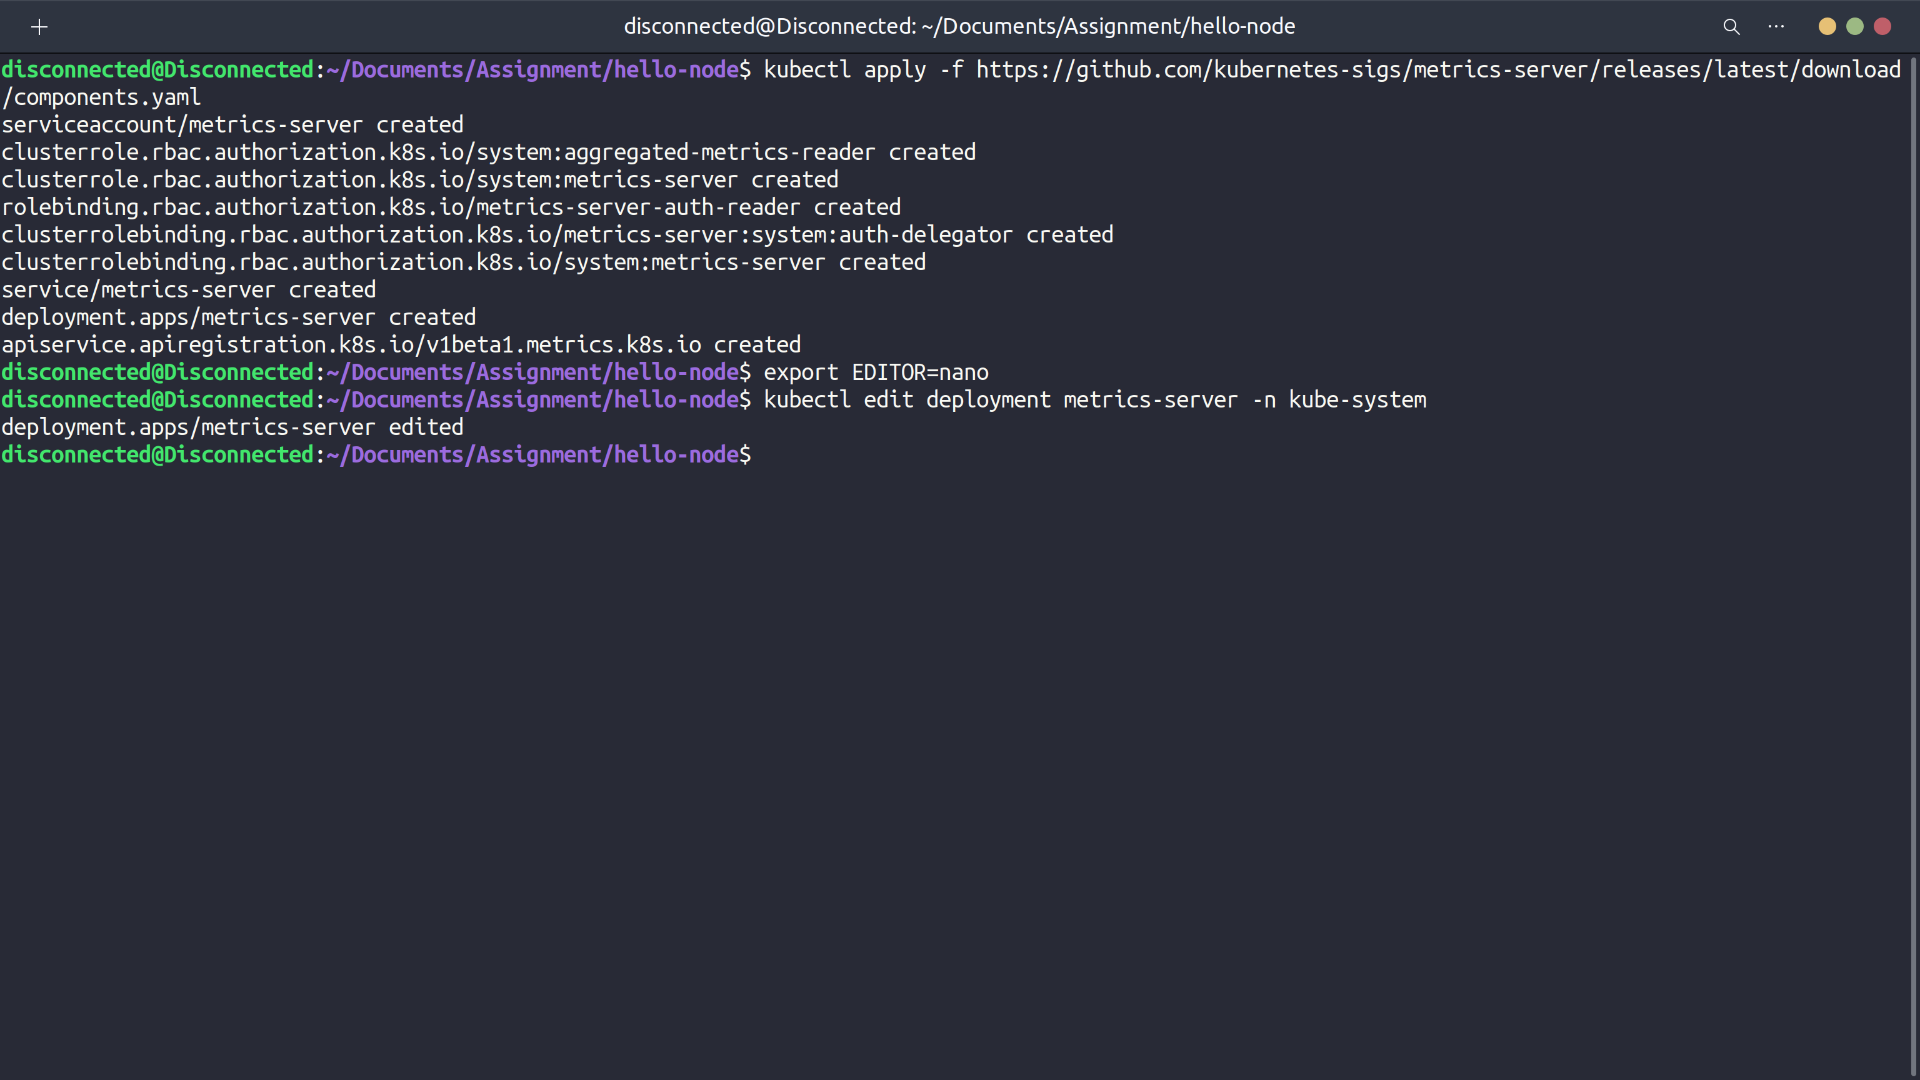 disconnected@Disconnected: ~/Documents/Assignment/hello-node
disconnected@Disconnected:~/Documents/Assignment/hello-node$ kubectl apply -f https://github.com/kubernetes-sigs/metrics-server/releases/latest/download
/components.yaml
serviceaccount/metrics-server created
clusterrole.rbac.authorization.k8s.io/system:aggregated-metrics-reader created
clusterrole.rbac.authorization.k8s.io/system:metrics-server created
rolebinding.rbac.authorization.k8s.io/metrics-server-auth-reader created
clusterrolebinding.rbac.authorization.k8s.io/metrics-server:system:auth-delegator created
clusterrolebinding.rbac.authorization.k8s.io/system:metrics-server created
service/metrics-server created
deployment.apps/metrics-server created
apiservice.apiregistration.k8s.io/v1beta1.metrics.k8s.io created
disconnected@Disconnected:~/Documents/Assignment/hello-node$ export EDITOR=nano
disconnected@Disconnected:~/Documents/Assignment/hello-node$ kubectl edit deployment metrics-server -n kube-system
deployment.apps/metrics-server edited
disconnected@Disconnected:~/Documents/Assignment/hello-node$